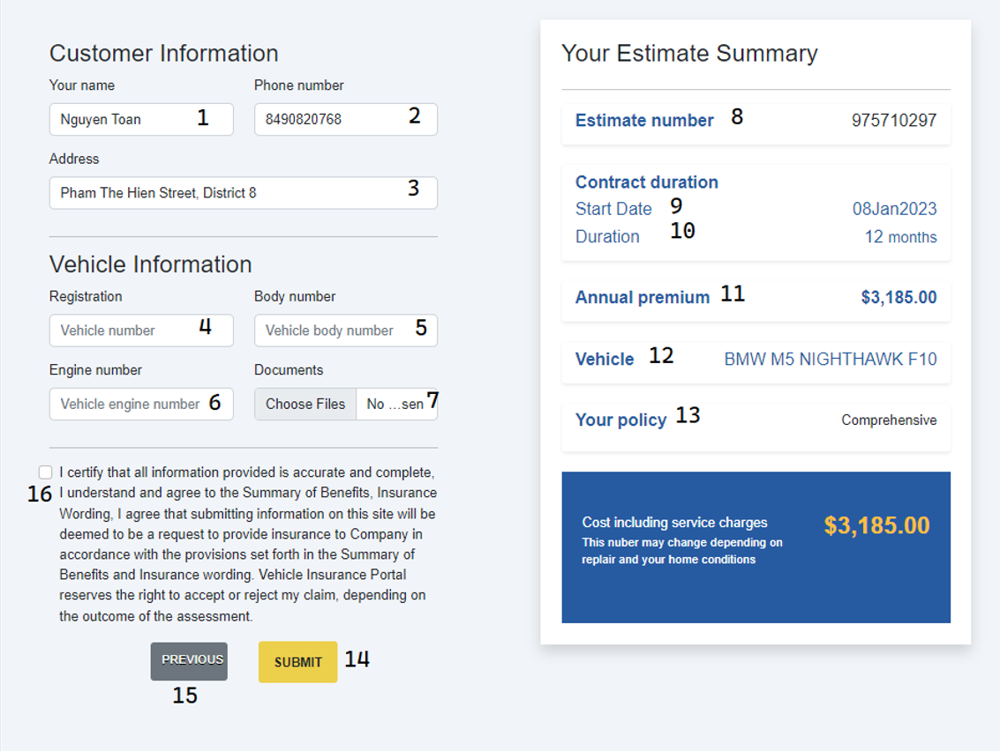 Customer Information
Your name
Phone number
Nguyen Toan 1
8490820768 2
Address
Pham The Hien Street, District 8 3
Vehicle Information
Registration
Body number
Vehicle number 4
Vehicle body number 5
Engine number
Documents
Vehicle engine number 6
Choose Files No ...sen 7
16
I certify that all information provided is accurate and complete,
I understand and agree to the Summary of Benefits, Insurance
Wording, I agree that submitting information on this site will be
deemed to be a request to provide insurance to Company in
accordance with the provisions set forth in the Summary of
Benefits and Insurance wording. Vehicle Insurance Portal
reserves the right to accept or reject my claim, depending on
the outcome of the assessment.
PREVIOUS
SUBMIT 14
15
Your Estimate Summary
Estimate number 8 975710297
Contract duration
Start Date 9 08Jan2023
Duration 10 12 months
Annual premium 11 $3,185.00
Vehicle 12 BMW M5 NIGHTHAWK F10
Your policy 13 Comprehensive
Cost including service charges $3,185.00
This nuber may change depending on
replair and your home conditions